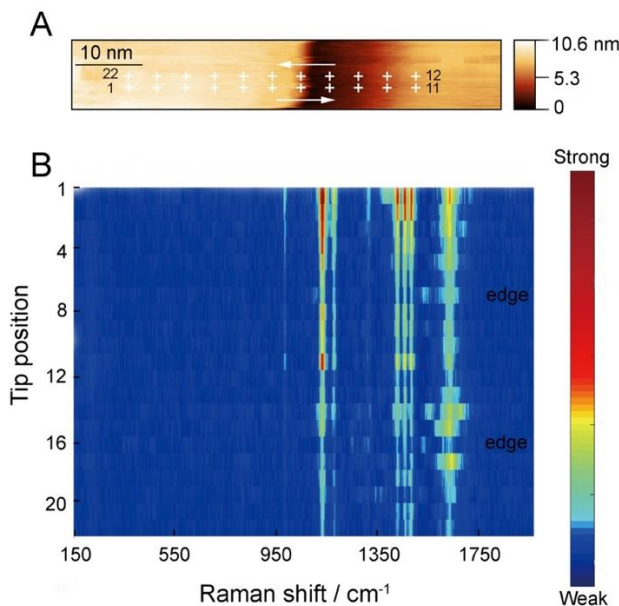 A
10 nm
22
12
1
11
10.6 nm
5.3
0
B
Strong
1
4
8
12
16
20
Tip position
edge
edge
150
550
950
1350
1750
Raman shift / cm⁻¹
Weak